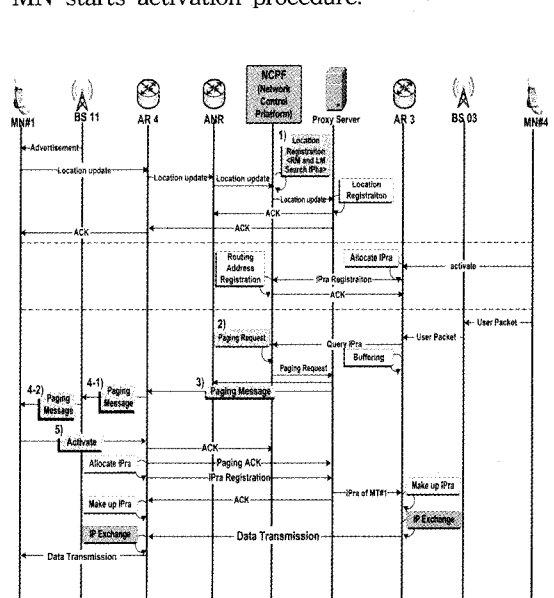 MN starts activation procedure.
NCPF
(Network
Control
Prlatform)
MN#1
BS 11
AR 4
ANR
Proxy Server
AR 3
BS 03
MN#4
1)
Location
Registraiton
<RM and LM
Search IPha>
Advertisement
Location update
Location update
Location update
Location update
Location
Registraiton
ACK
ACK
ACK
Routing
Address
Registration
Allocate IPra
activate
IPra Registraiton
ACK
User Packet
User Packet
2)
Paging Request
Query IPra
Buffering
Paging Request
3)
Paging Message
4-1)
Paging
Message
4-2)
Paging
Message
5)
Activate
ACK
Allocate IPra
Paging ACK
IPra Registration
ACK
IPra of MT#1
Make up IPra
Make up IPra
IP Exchange
IP Exchange
Data Transmission
Data Transmission